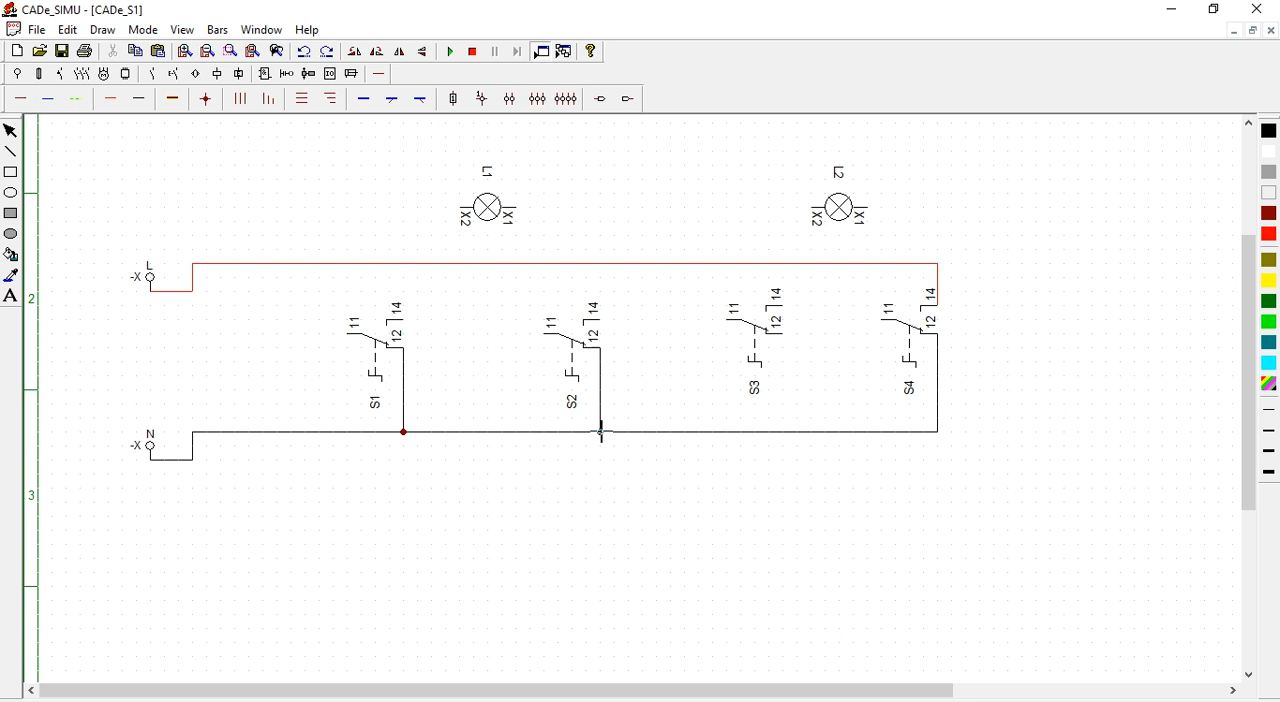 CADe_SIMU - [CADe_S1]
File Edit Draw Mode View Bars Window Help
L1 L2
X2 X1 X2 X1
L
-X
2
11 14 12 11 14 12 11 14 12 11 14 12
S1 S2 S3 S4
N
-X
3
A